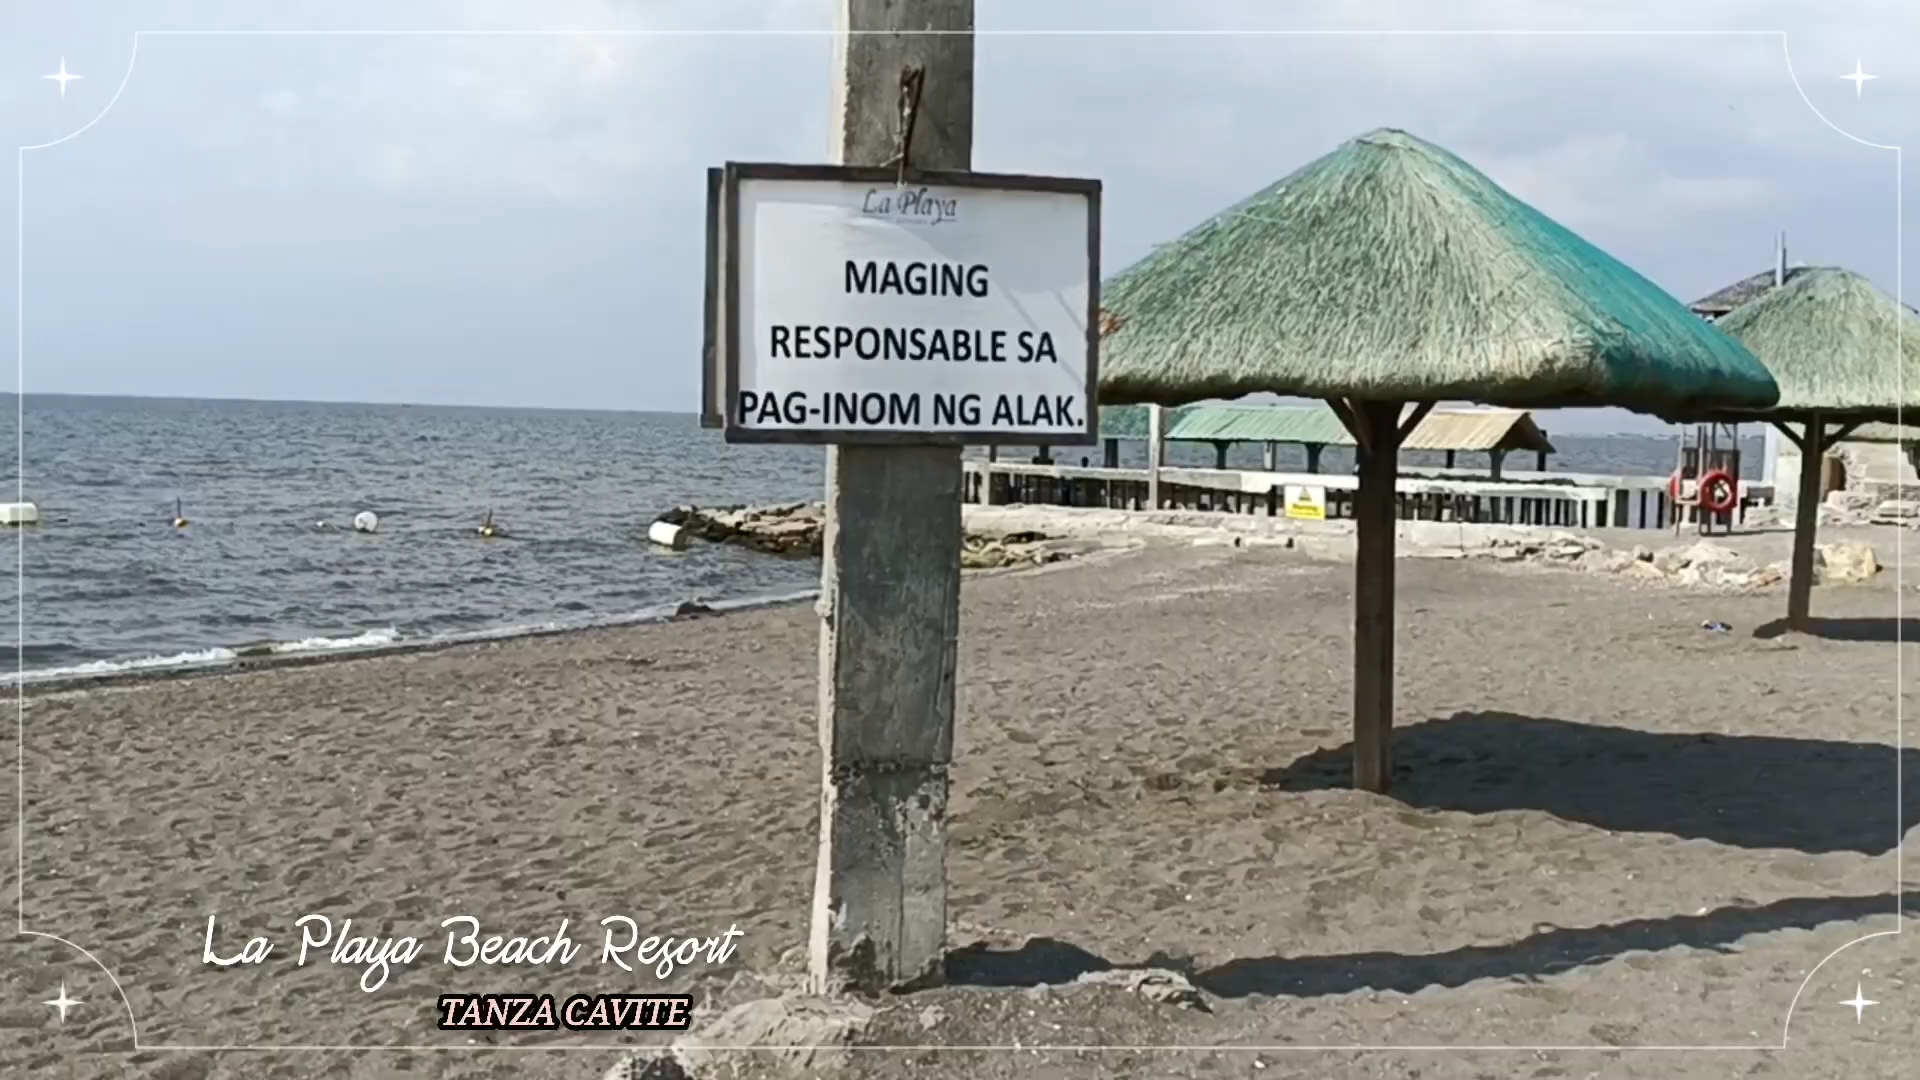 La Playa
MAGING
RESPONSABLE SA
PAG-INOM NG ALAK.
La Playa Beach Resort
TANZA CAVITE